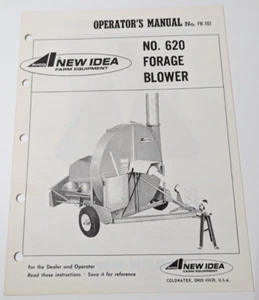 OPERATOR'S MANUAL No. FB 101
NEW IDEA
FARM EQUIPMENT
NO. 620
FORAGE
BLOWER
For the Dealer and Operator
Read these instructions - Save it for reference
NEW IDEA
FARM EQUIPMENT
COLDWATER, OHIO 45828, U.S.A.